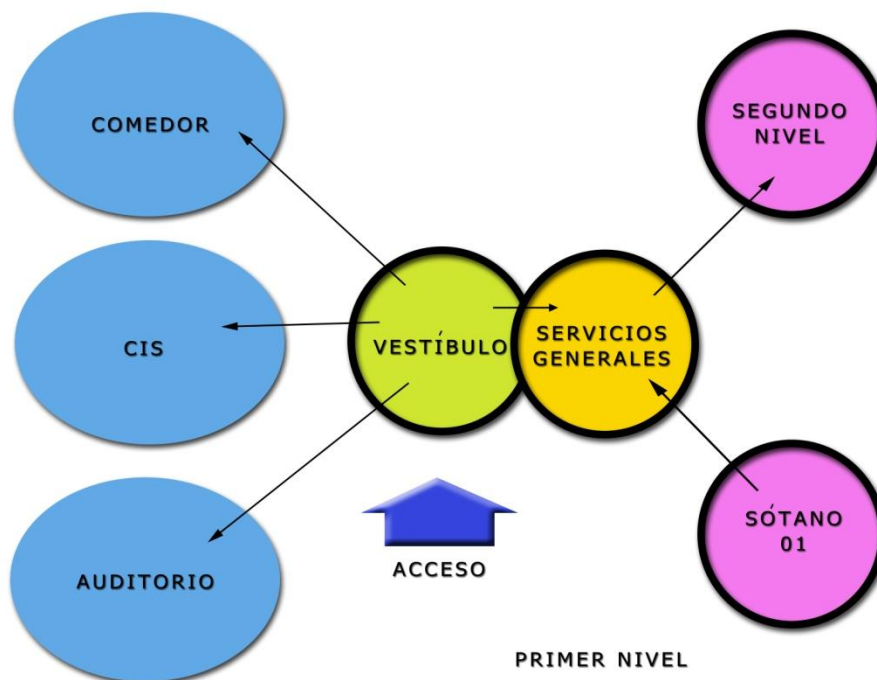 COMEDOR
SEGUNDO
NIVEL
CIS
VESTÍBULO
SERVICIOS
GENERALES
AUDITORIO
ACCESO
SÓTANO
01
PRIMER NIVEL